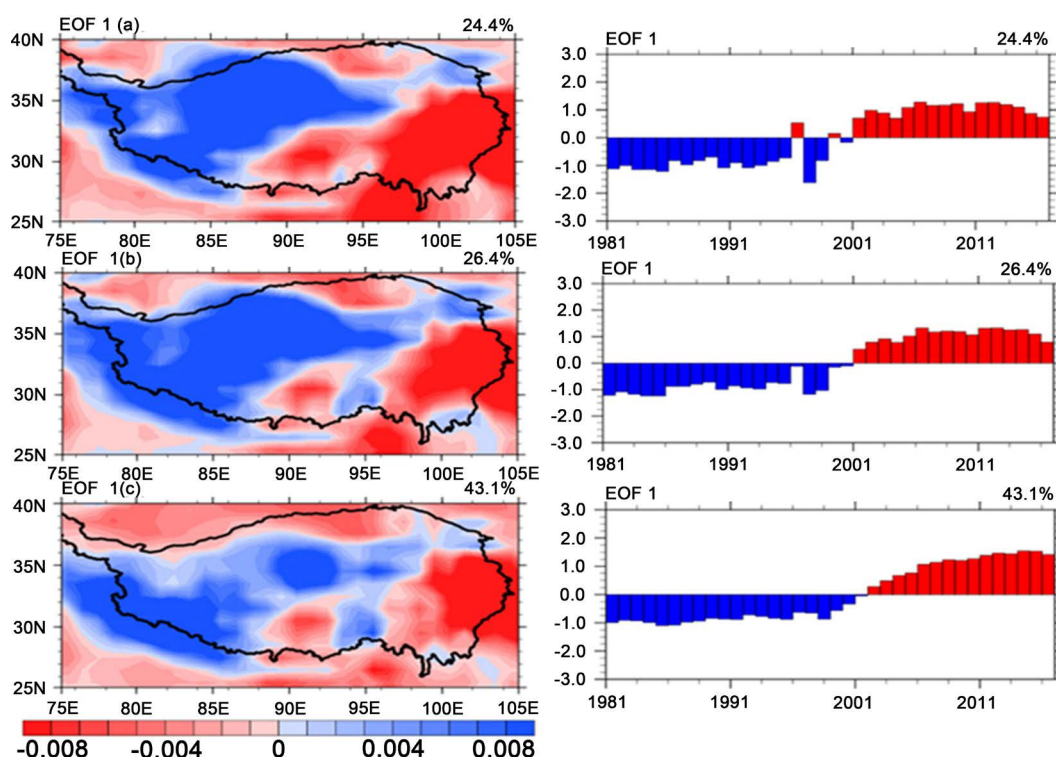 EOF 1 (a) 24.4%
40N
35N
30N
25N
75E 80E 85E 90E 95E 100E 105E
EOF 1 24.4%
3.0
2.0
1.0
0.0
-1.0
-2.0
-3.0
1981 1991 2001 2011
EOF 1(b) 26.4%
40N
35N
30N
25N
75E 80E 85E 90E 95E 100E 105E
EOF 1 26.4%
3.0
2.0
1.0
0.0
-1.0
-2.0
-3.0
1981 1991 2001 2011
EOF 1(c) 43.1%
40N
35N
30N
25N
75E 80E 85E 90E 95E 100E 105E
EOF 1 43.1%
3.0
2.0
1.0
0.0
-1.0
-2.0
-3.0
1981 1991 2001 2011
-0.008 -0.004 0 0.004 0.008